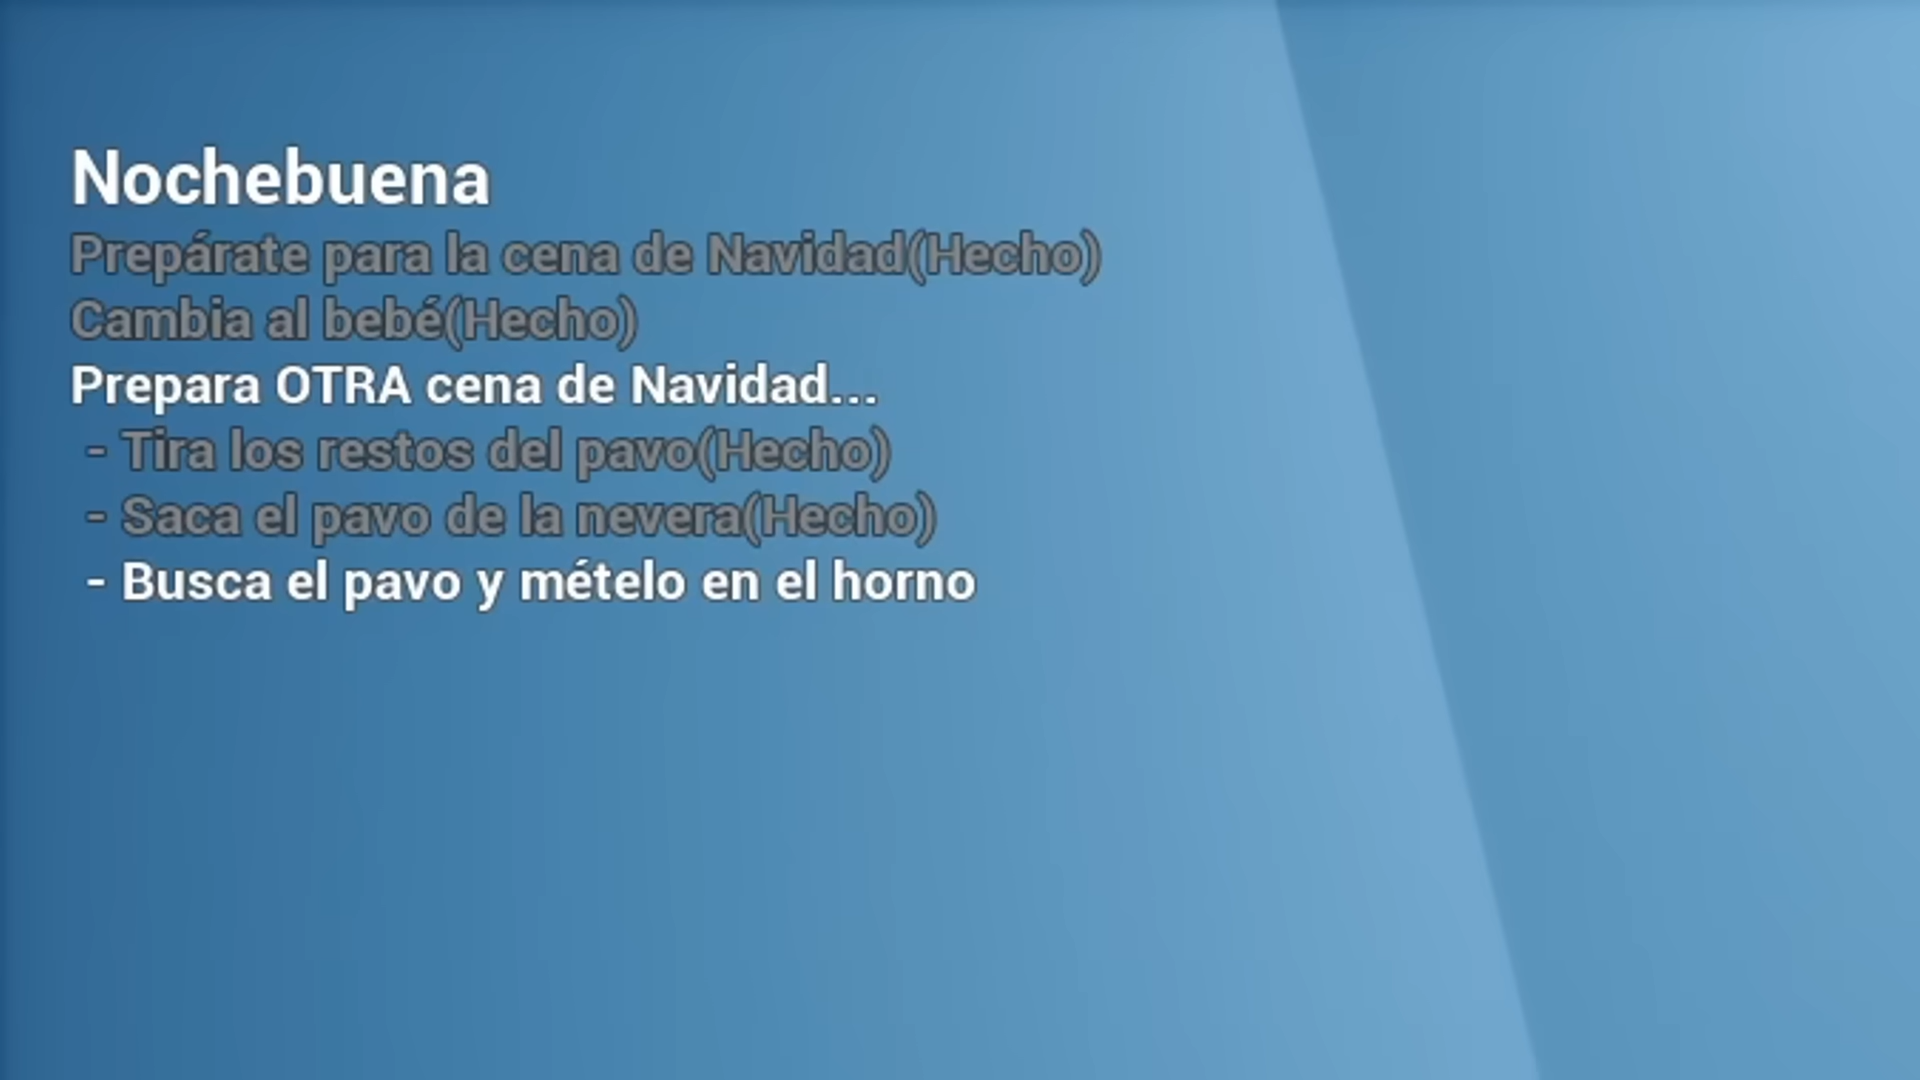 Nochebuena
Prepárate para la cena de Navidad(Hecho)
Cambia al bebé(Hecho)
Prepara OTRA cena de Navidad...
- Tira los restos del pavo(Hecho)
- Saca el pavo de la nevera(Hecho)
- Busca el pavo y mételo en el horno